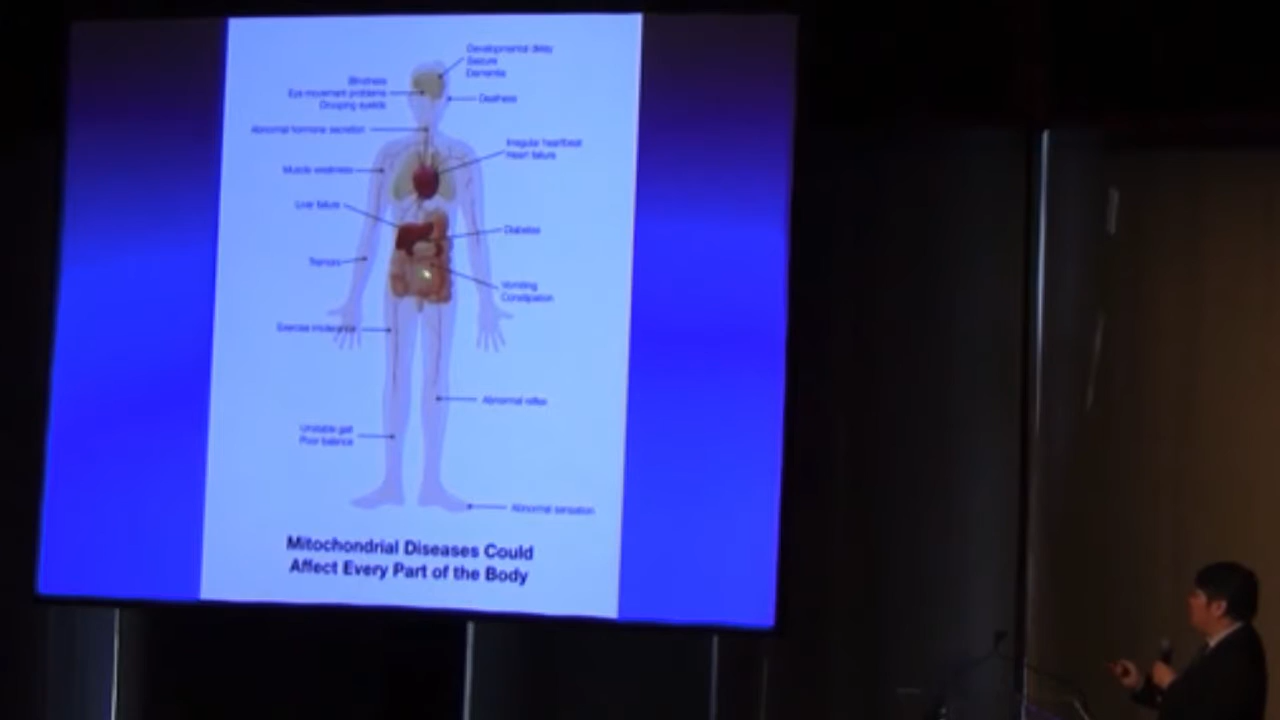 Developmental delay
Seizure
Dementia
Blindness
Eye movement problems
Drooping eyelids
Deafness
Abnormal hormone secretion
Irregular heartbeat
Heart failure
Muscle weakness
Liver failure
Diabetes
Tremors
Vomiting
Constipation
Exercise intolerance
Abnormal reflex
Unstable gait
Poor balance
Abnormal sensation
Mitochondrial Diseases Could
Affect Every Part of the Body